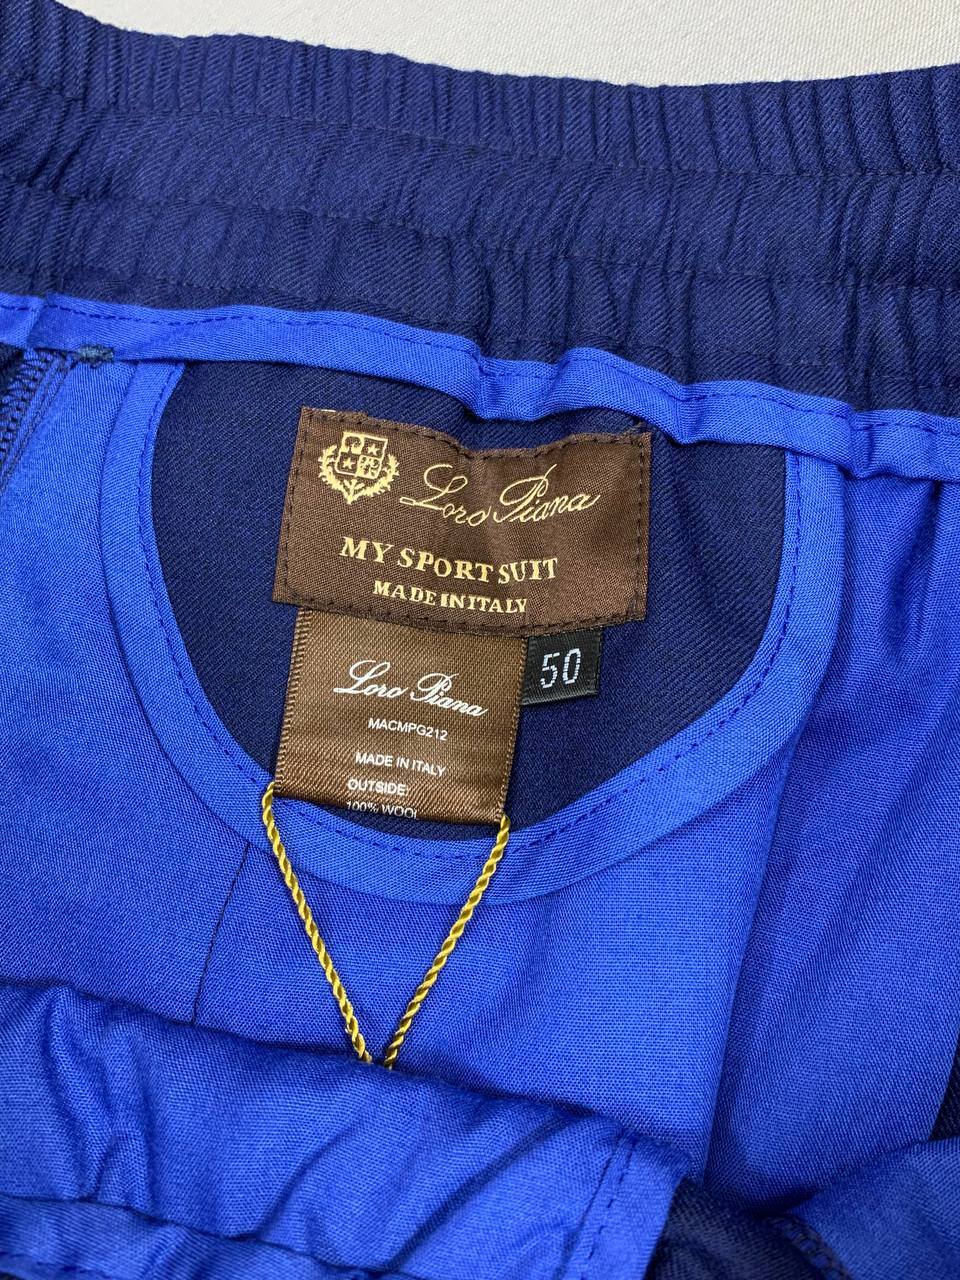 Loro Piana
MY SPORT SUIT
MADE IN ITALY
50
Loro Piana
MACMPG212
MADE IN ITALY
OUTSIDE:
100% WOOL